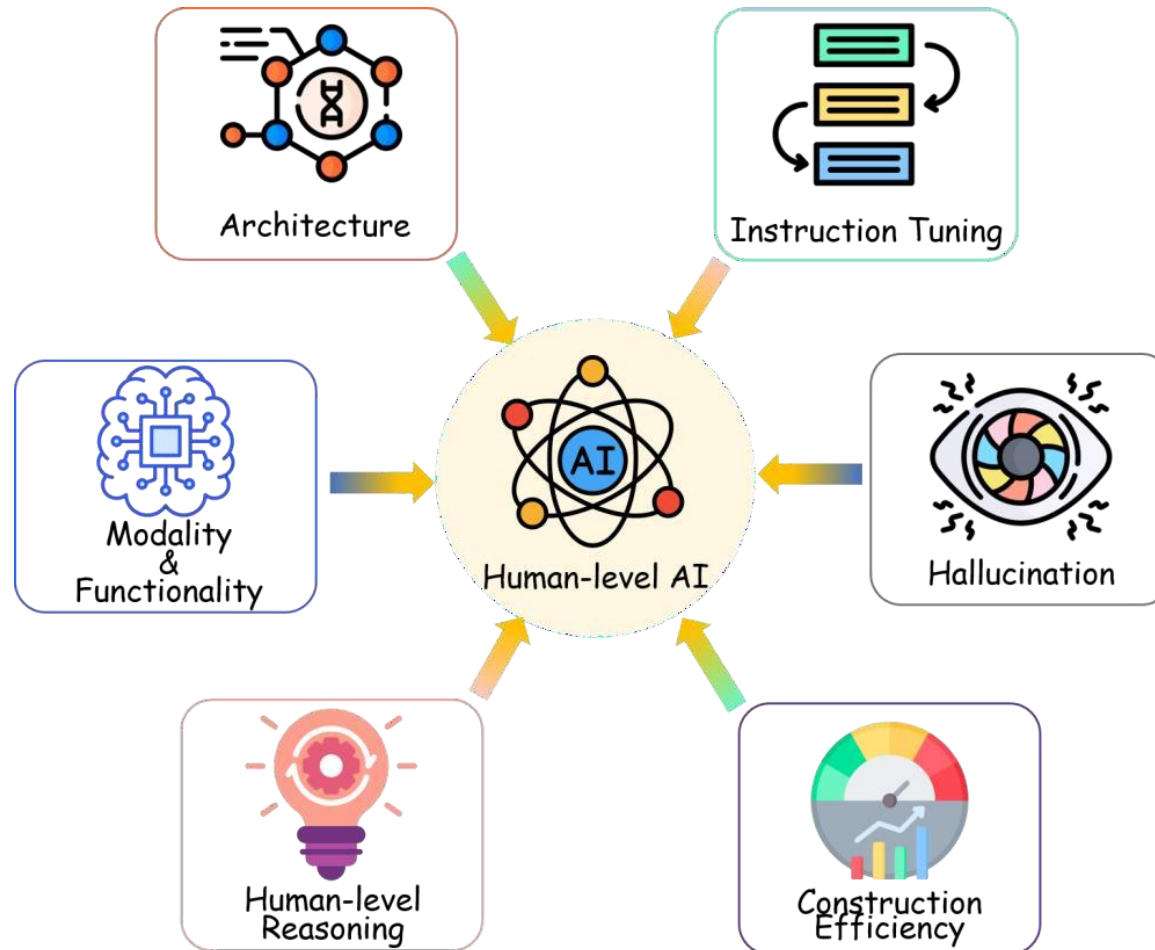 Architecture
Instruction Tuning
Modality
&
Functionality
AI
Human-level AI
Hallucination
Human-level
Reasoning
Construction
Efficiency